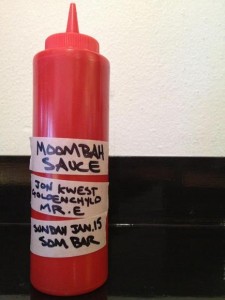 MOOMBAH
SAUCE
JON KWEST
GOLDENCHYLD
MR. E
SUNDAY JAN. 15
SOM BAR